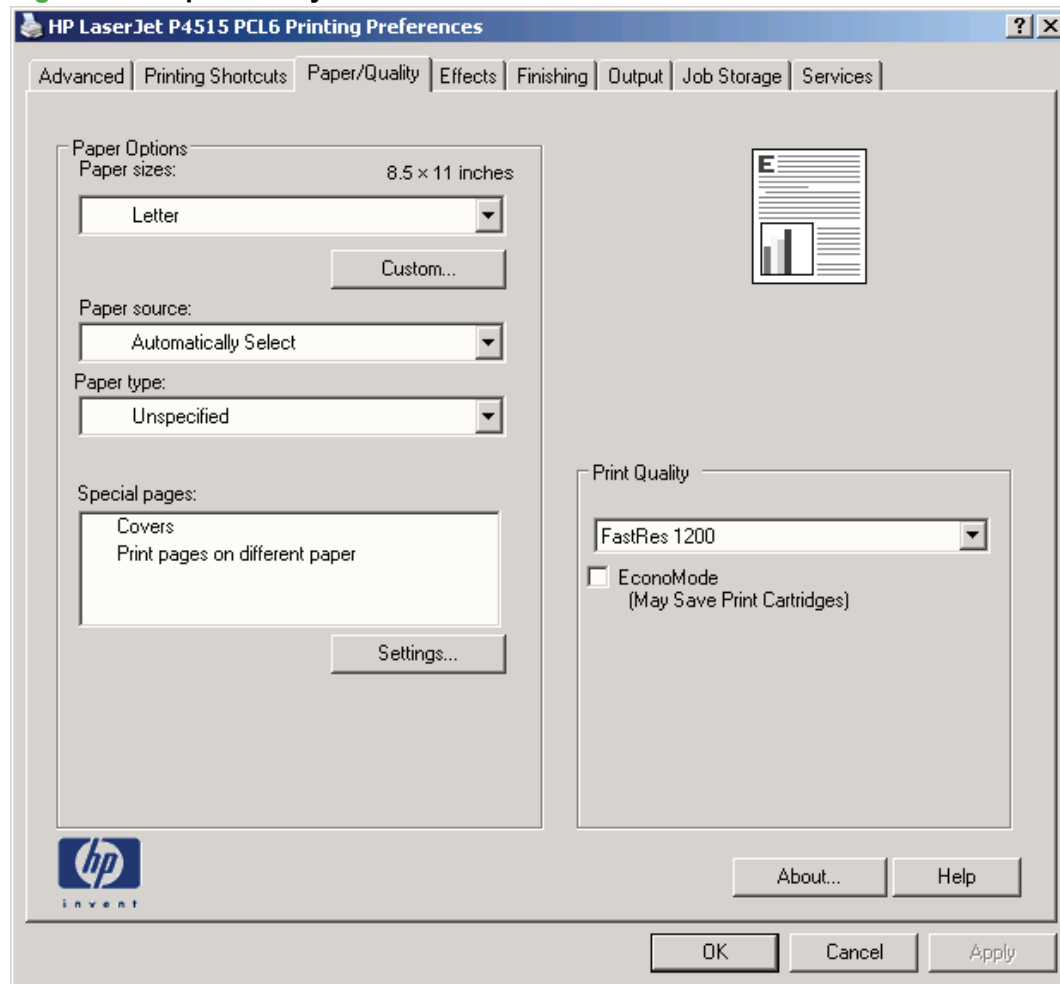 HP LaserJet P4515 PCL6 Printing Preferences
Advanced Printing Shortcuts Paper/Quality Effects Finishing Output Job Storage Services
Paper Options
Paper sizes: 8.5 × 11 inches
Letter
Custom...
Paper source:
Automatically Select
Paper type:
Unspecified
Special pages:
Covers
Print pages on different paper
Settings...
E
Print Quality
FastRes 1200
EconoMode
(May Save Print Cartridges)
hp
invent
About... Help
OK Cancel Apply